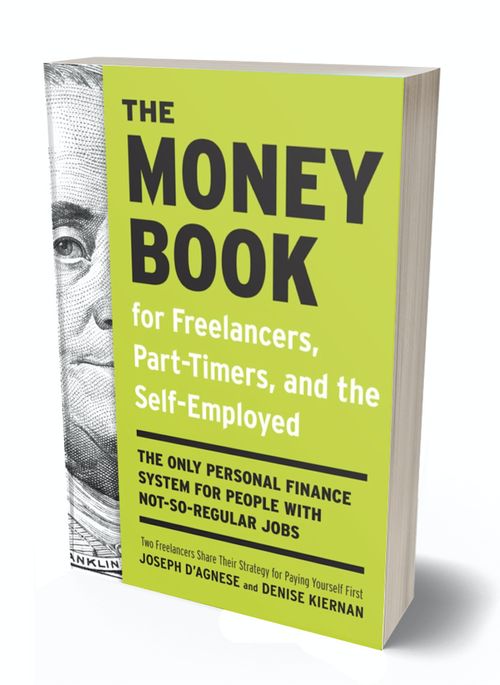 THE
MONEY
BOOK
for Freelancers,
Part-Timers, and the
Self-Employed
THE ONLY PERSONAL FINANCE
SYSTEM FOR PEOPLE WITH
NOT-SO-REGULAR JOBS
Two Freelancers Share Their Strategy for Paying Yourself First
JOSEPH D'AGNESE and DENISE KIERNAN
ANKLIN